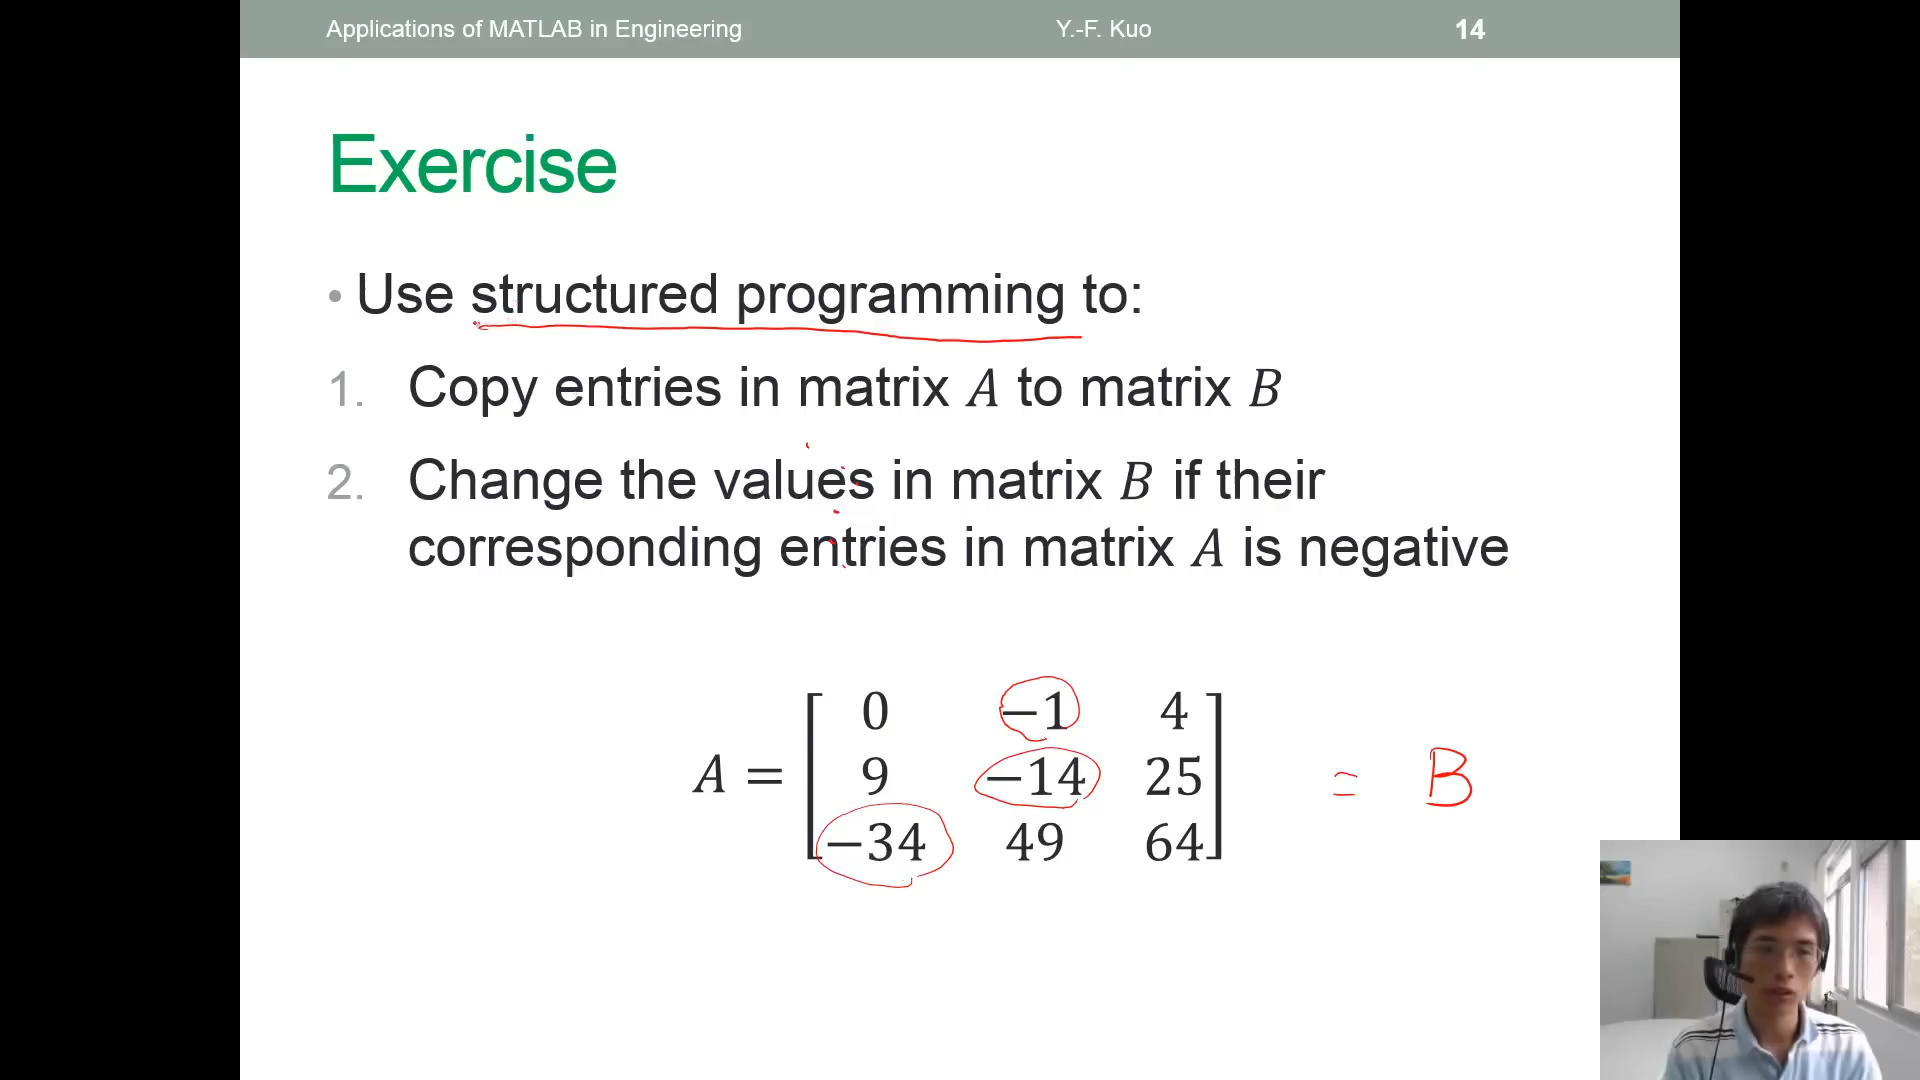 Applications of MATLAB in Engineering Y.-F. Kuo 14
Exercise
• Use structured programming to:
1. Copy entries in matrix A to matrix B
2. Change the values in matrix B if their
corresponding entries in matrix A is negative
0 −1 4
A = 9 −14 25 = B
−34 49 64